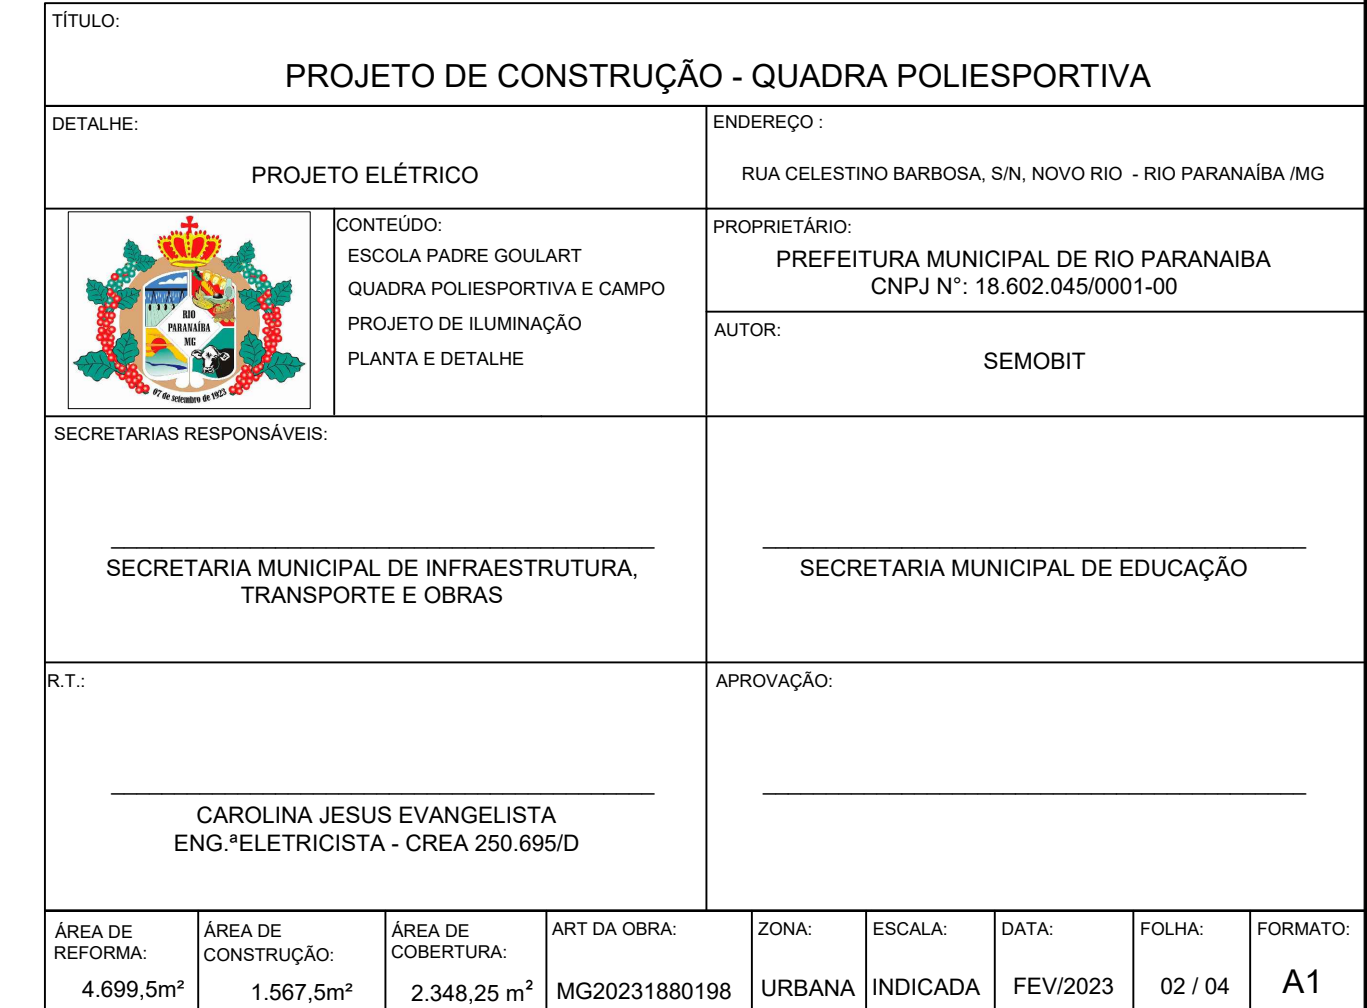 TÍTULO:
PROJETO DE CONSTRUÇÃO - QUADRA POLIESPORTIVA
DETALHE:
PROJETO ELÉTRICO
ENDEREÇO :
RUA CELESTINO BARBOSA, S/N, NOVO RIO - RIO PARANAÍBA /MG
RIO
PARANAÍBA
MG
07 de setembro de 1923
CONTEÚDO:
ESCOLA PADRE GOULART
QUADRA POLIESPORTIVA E CAMPO
PROJETO DE ILUMINAÇÃO
PLANTA E DETALHE
PROPRIETÁRIO:
PREFEITURA MUNICIPAL DE RIO PARANAIBA
CNPJ N°: 18.602.045/0001-00
AUTOR:
SEMOBIT
SECRETARIAS RESPONSÁVEIS:
SECRETARIA MUNICIPAL DE INFRAESTRUTURA,
TRANSPORTE E OBRAS
SECRETARIA MUNICIPAL DE EDUCAÇÃO
R.T.:
CAROLINA JESUS EVANGELISTA
ENG.ªELETRICISTA - CREA 250.695/D
APROVAÇÃO:
ÁREA DE
REFORMA:
4.699,5m²
ÁREA DE
CONSTRUÇÃO:
1.567,5m²
ÁREA DE
COBERTURA:
2.348,25 m²
ART DA OBRA:
MG20231880198
ZONA:
URBANA
ESCALA:
INDICADA
DATA:
FEV/2023
FOLHA:
02 / 04
FORMATO:
A1